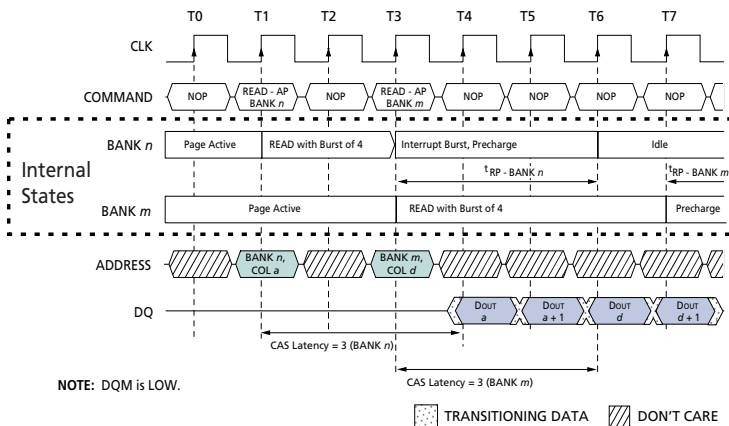 T0 T1 T2 T3 T4 T5 T6 T7
CLK
COMMAND NOP READ - AP BANK n NOP READ - AP BANK m NOP NOP NOP NOP
Internal States
BANK n Page Active READ with Burst of 4 Interrupt Burst, Precharge Idle
tRP - BANK n tRP - BANK m
BANK m Page Active READ with Burst of 4 Precharge
ADDRESS BANK n, COL a BANK m, COL d
DQ DOUT a DOUT a + 1 DOUT d DOUT d + 1
CAS Latency = 3 (BANK n)
CAS Latency = 3 (BANK m)
NOTE: DQM is LOW.
TRANSITIONING DATA DON'T CARE